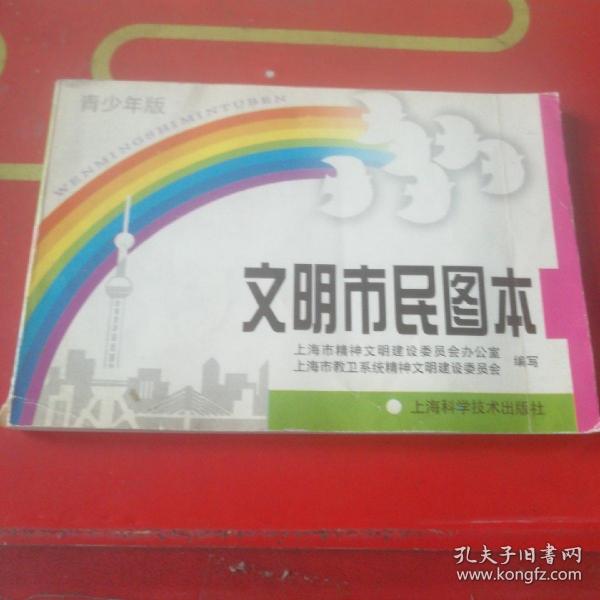 青少年版
WENMINGSHIMINTUBEN
文明市民图本
上海市精神文明建设委员会办公室
上海市教卫系统精神文明建设委员会
编写
上海科学技术出版社
孔夫子旧书网
www.kongfz.com